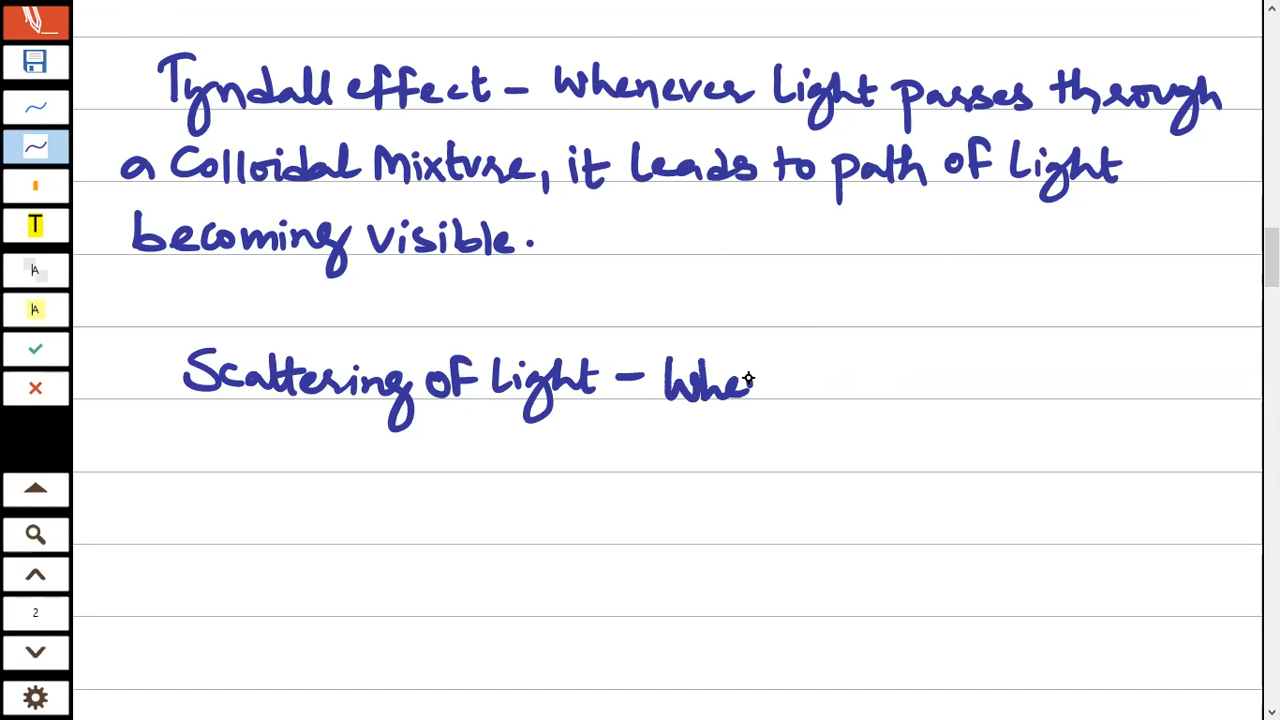 Tyndall effect - Whenever Light passes through
a Colloidal Mixture, it leads to path of Light
becoming visible.
Scattering of Light - Whe
T
A
A
2